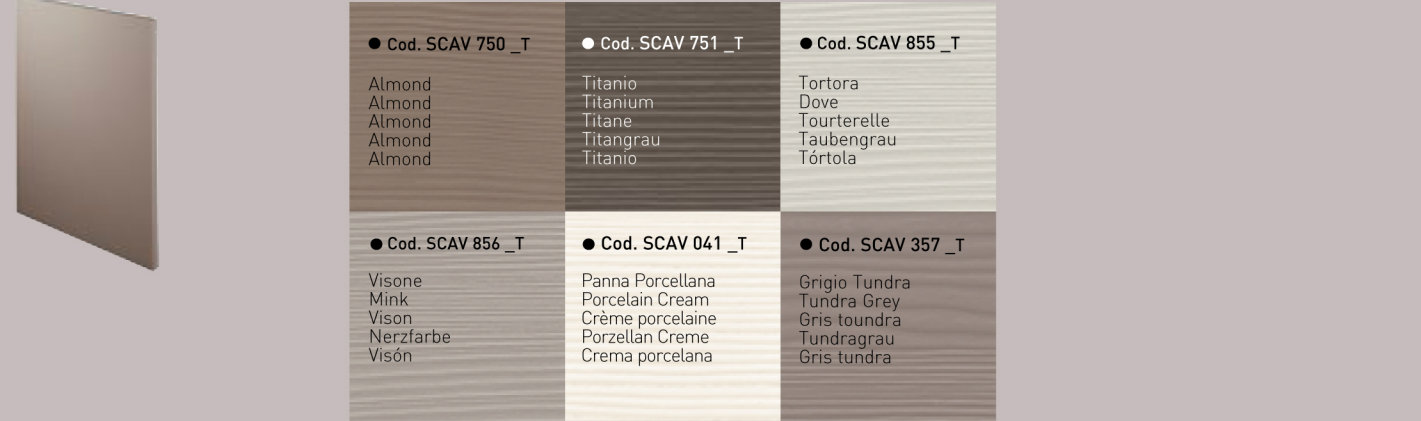 ● Cod. SCAV 750 _T
Almond
Almond
Almond
Almond
Almond
● Cod. SCAV 751 _T
Titanio
Titanium
Titane
Titangrau
Titanio
● Cod. SCAV 855 _T
Tortora
Dove
Tourterelle
Taubengrau
Tórtola
● Cod. SCAV 856 _T
Visone
Mink
Vison
Nerzfarbe
Visón
● Cod. SCAV 041 _T
Panna Porcellana
Porcelain Cream
Crème porcelaine
Porzellan Creme
Crema porcelana
● Cod. SCAV 357 _T
Grigio Tundra
Tundra Grey
Gris toundra
Tundragrau
Gris tundra